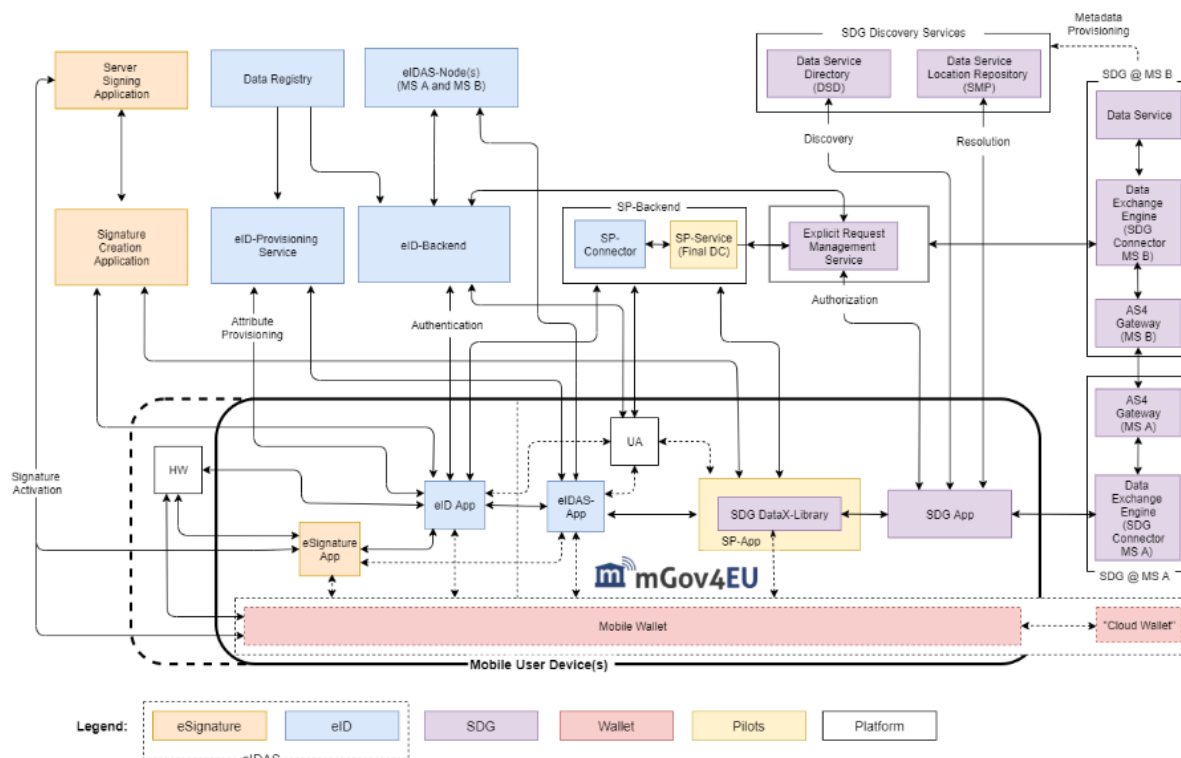 Metadata
Provisioning
SDG Discovery Services
Server
Signing
Application
Data Registry
eIDAS-Node(s)
(MS A and MS B)
Data Service
Directory
(DSD)
Data Service
Location Repository
(SMP)
SDG @ MS B
Data Service
Discovery
Resolution
Signature
Creation
Application
eID-Provisioning
Service
eID-Backend
SP-Backend
SP-
Connector
SP-Service
(Final DC)
Explicit Request
Management
Service
Data
Exchange
Engine
(SDG
Connector
MS B)
Attribute
Provisioning
Authentication
Authorization
AS4
Gateway
(MS B)
AS4
Gateway
(MS A)
UA
HW
Signature
Activation
eID App
eIDAS-
App
SDG DataX-Library
SP-App
SDG App
Data
Exchange
Engine
(SDG
Connector
MS A)
eSignature
App
mGov4EU
SDG @ MS A
Mobile Wallet
"Cloud Wallet"
Mobile User Device(s)
Legend:
eSignature
eID
SDG
Wallet
Pilots
Platform
eIDAS